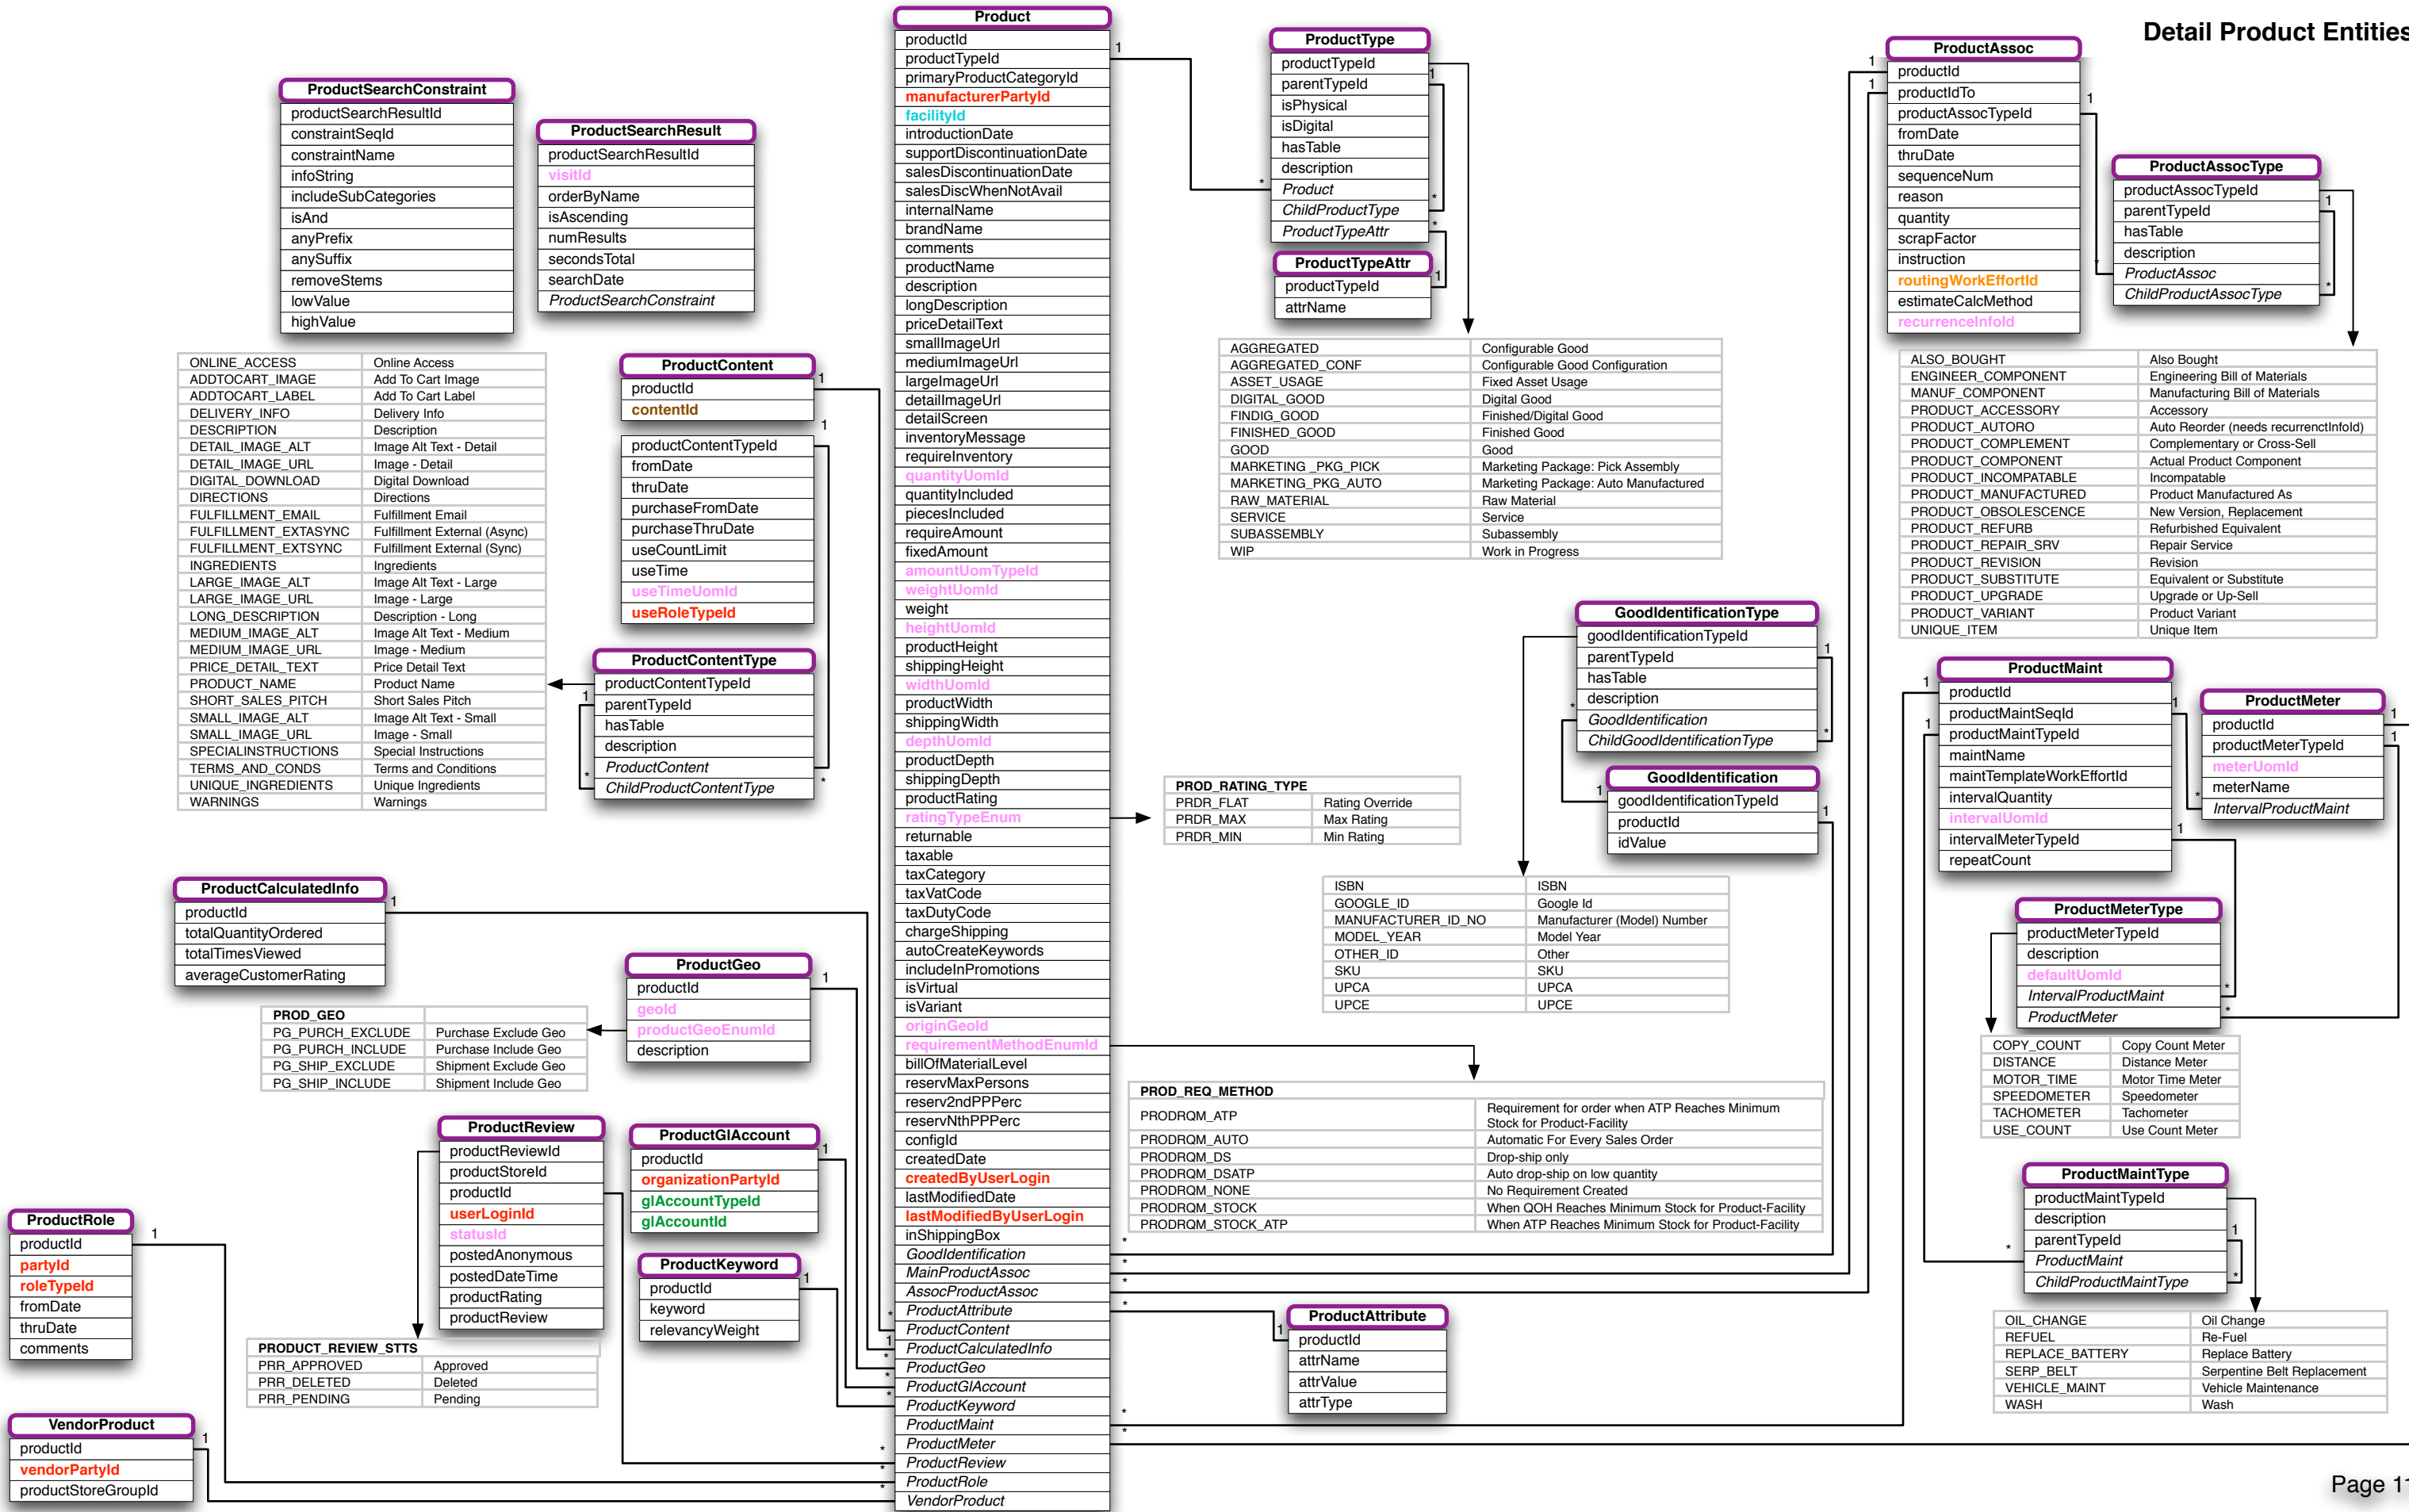 Detail Product Entities
Product
productId
productTypeId
primaryProductCategoryId
manufacturerPartyId
facilityId
introductionDate
supportDiscontinuationDate
salesDiscontinuationDate
salesDiscWhenNotAvail
internalName
brandName
comments
productName
description
longDescription
priceDetailText
smallImageUrl
mediumImageUrl
largeImageUrl
detailImageUrl
detailScreen
inventoryMessage
requireInventory
quantityUomId
quantityIncluded
piecesIncluded
requireAmount
fixedAmount
amountUomTypeId
weightUomId
weight
heightUomId
productHeight
shippingHeight
widthUomId
productWidth
shippingWidth
depthUomId
productDepth
shippingDepth
productRating
ratingTypeEnum
returnable
taxable
taxCategory
taxVatCode
taxDutyCode
chargeShipping
autoCreateKeywords
includeInPromotions
isVirtual
isVariant
originGeoId
requirementMethodEnumId
billOfMaterialLevel
reservMaxPersons
reserv2ndPPPerc
reservNthPPPerc
configId
createdDate
createdByUserLogin
lastModifiedDate
lastModifiedByUserLogin
inShippingBox
GoodIdentification
MainProductAssoc
AssocProductAssoc
ProductAttribute
ProductContent
ProductCalculatedInfo
ProductGeo
ProductGlAccount
ProductKeyword
ProductMaint
ProductMeter
ProductReview
ProductRole
VendorProduct
ProductSearchConstraint
productSearchResultId
constraintSeqId
constraintName
infoString
includeSubCategories
isAnd
anyPrefix
anySuffix
removeStems
lowValue
highValue
ProductSearchResult
productSearchResultId
visitId
orderByName
isAscending
numResults
secondsTotal
searchDate
ProductSearchConstraint
ONLINE_ACCESS Online Access
ADDTOCART_IMAGE Add To Cart Image
ADDTOCART_LABEL Add To Cart Label
DELIVERY_INFO Delivery Info
DESCRIPTION Description
DETAIL_IMAGE_ALT Image Alt Text - Detail
DETAIL_IMAGE_URL Image - Detail
DIGITAL_DOWNLOAD Digital Download
DIRECTIONS Directions
FULFILLMENT_EMAIL Fulfillment Email
FULFILLMENT_EXTASYNC Fulfillment External (Async)
FULFILLMENT_EXTSYNC Fulfillment External (Sync)
INGREDIENTS Ingredients
LARGE_IMAGE_ALT Image Alt Text - Large
LARGE_IMAGE_URL Image - Large
LONG_DESCRIPTION Description - Long
MEDIUM_IMAGE_ALT Image Alt Text - Medium
MEDIUM_IMAGE_URL Image - Medium
PRICE_DETAIL_TEXT Price Detail Text
PRODUCT_NAME Product Name
SHORT_SALES_PITCH Short Sales Pitch
SMALL_IMAGE_ALT Image Alt Text - Small
SMALL_IMAGE_URL Image - Small
SPECIALINSTRUCTIONS Special Instructions
TERMS_AND_CONDS Terms and Conditions
UNIQUE_INGREDIENTS Unique Ingredients
WARNINGS Warnings
ProductContent
productId
contentId
productContentTypeId
fromDate
thruDate
purchaseFromDate
purchaseThruDate
useCountLimit
useTime
useTimeUomId
useRoleTypeId
ProductContentType
productContentTypeId
parentTypeId
hasTable
description
ProductContent
ChildProductContentType
ProductCalculatedInfo
productId
totalQuantityOrdered
totalTimesViewed
averageCustomerRating
ProductGeo
productId
geoId
productGeoEnumId
description
PROD_GEO
PG_PURCH_EXCLUDE Purchase Exclude Geo
PG_PURCH_INCLUDE Purchase Include Geo
PG_SHIP_EXCLUDE Shipment Exclude Geo
PG_SHIP_INCLUDE Shipment Include Geo
ProductReview
productReviewId
productStoreId
productId
userLoginId
statusId
postedAnonymous
postedDateTime
productRating
productReview
PRODUCT_REVIEW_STTS
PRR_APPROVED Approved
PRR_DELETED Deleted
PRR_PENDING Pending
ProductGlAccount
productId
organizationPartyId
glAccountTypeId
glAccountId
ProductKeyword
productId
keyword
relevancyWeight
ProductRole
productId
partyId
roleTypeId
fromDate
thruDate
comments
VendorProduct
productId
vendorPartyId
productStoreGroupId
ProductType
productTypeId
parentTypeId
isPhysical
isDigital
hasTable
description
Product
ChildProductType
ProductTypeAttr
ProductTypeAttr
productTypeId
attrName
AGGREGATED Configurable Good
AGGREGATED_CONF Configurable Good Configuration
ASSET_USAGE Fixed Asset Usage
DIGITAL_GOOD Digital Good
FINDIG_GOOD Finished/Digital Good
FINISHED_GOOD Finished Good
GOOD Good
MARKETING _PKG_PICK Marketing Package: Pick Assembly
MARKETING_PKG_AUTO Marketing Package: Auto Manufactured
RAW_MATERIAL Raw Material
SERVICE Service
SUBASSEMBLY Subassembly
WIP Work in Progress
PROD_RATING_TYPE
PRDR_FLAT Rating Override
PRDR_MAX Max Rating
PRDR_MIN Min Rating
GoodIdentificationType
goodIdentificationTypeId
parentTypeId
hasTable
description
GoodIdentification
ChildGoodIdentificationType
GoodIdentification
goodIdentificationTypeId
productId
idValue
ISBN ISBN
GOOGLE_ID Google Id
MANUFACTURER_ID_NO Manufacturer (Model) Number
MODEL_YEAR Model Year
OTHER_ID Other
SKU SKU
UPCA UPCA
UPCE UPCE
PROD_REQ_METHOD
PRODRQM_ATP Requirement for order when ATP Reaches Minimum
Stock for Product-Facility
PRODRQM_AUTO Automatic For Every Sales Order
PRODRQM_DS Drop-ship only
PRODRQM_DSATP Auto drop-ship on low quantity
PRODRQM_NONE No Requirement Created
PRODRQM_STOCK When QOH Reaches Minimum Stock for Product-Facility
PRODRQM_STOCK_ATP When ATP Reaches Minimum Stock for Product-Facility
ProductAttribute
productId
attrName
attrValue
attrType
ProductAssoc
productId
productIdTo
productAssocTypeId
fromDate
thruDate
sequenceNum
reason
quantity
scrapFactor
instruction
routingWorkEffortId
estimateCalcMethod
recurrenceInfoId
ProductAssocType
productAssocTypeId
parentTypeId
hasTable
description
ProductAssoc
ChildProductAssocType
ALSO_BOUGHT Also Bought
ENGINEER_COMPONENT Engineering Bill of Materials
MANUF_COMPONENT Manufacturing Bill of Materials
PRODUCT_ACCESSORY Accessory
PRODUCT_AUTORO Auto Reorder (needs recurrenctInfoId)
PRODUCT_COMPLEMENT Complementary or Cross-Sell
PRODUCT_COMPONENT Actual Product Component
PRODUCT_INCOMPATABLE Incompatable
PRODUCT_MANUFACTURED Product Manufactured As
PRODUCT_OBSOLESCENCE New Version, Replacement
PRODUCT_REFURB Refurbished Equivalent
PRODUCT_REPAIR_SRV Repair Service
PRODUCT_REVISION Revision
PRODUCT_SUBSTITUTE Equivalent or Substitute
PRODUCT_UPGRADE Upgrade or Up-Sell
PRODUCT_VARIANT Product Variant
UNIQUE_ITEM Unique Item
ProductMaint
productId
productMaintSeqId
productMaintTypeId
maintName
maintTemplateWorkEffortId
intervalQuantity
intervalUomId
intervalMeterTypeId
repeatCount
ProductMeter
productId
productMeterTypeId
meterUomId
meterName
IntervalProductMaint
ProductMeterType
productMeterTypeId
description
defaultUomId
IntervalProductMaint
ProductMeter
COPY_COUNT Copy Count Meter
DISTANCE Distance Meter
MOTOR_TIME Motor Time Meter
SPEEDOMETER Speedometer
TACHOMETER Tachometer
USE_COUNT Use Count Meter
ProductMaintType
productMaintTypeId
description
parentTypeId
ProductMaint
ChildProductMaintType
OIL_CHANGE Oil Change
REFUEL Re-Fuel
REPLACE_BATTERY Replace Battery
SERP_BELT Serpentine Belt Replacement
VEHICLE_MAINT Vehicle Maintenance
WASH Wash
Page 11